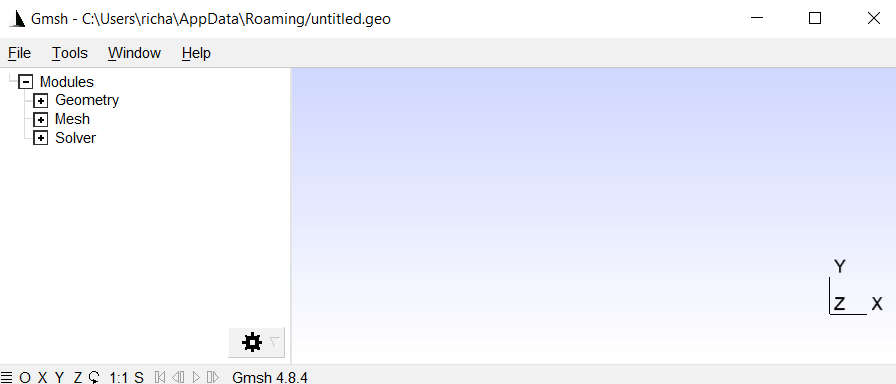 Gmsh - C:\Users\richa\AppData\Roaming/untitled.geo
File Tools Window Help
Modules
Geometry
Mesh
Solver
Y
Z X
O X Y Z 1:1 S Gmsh 4.8.4